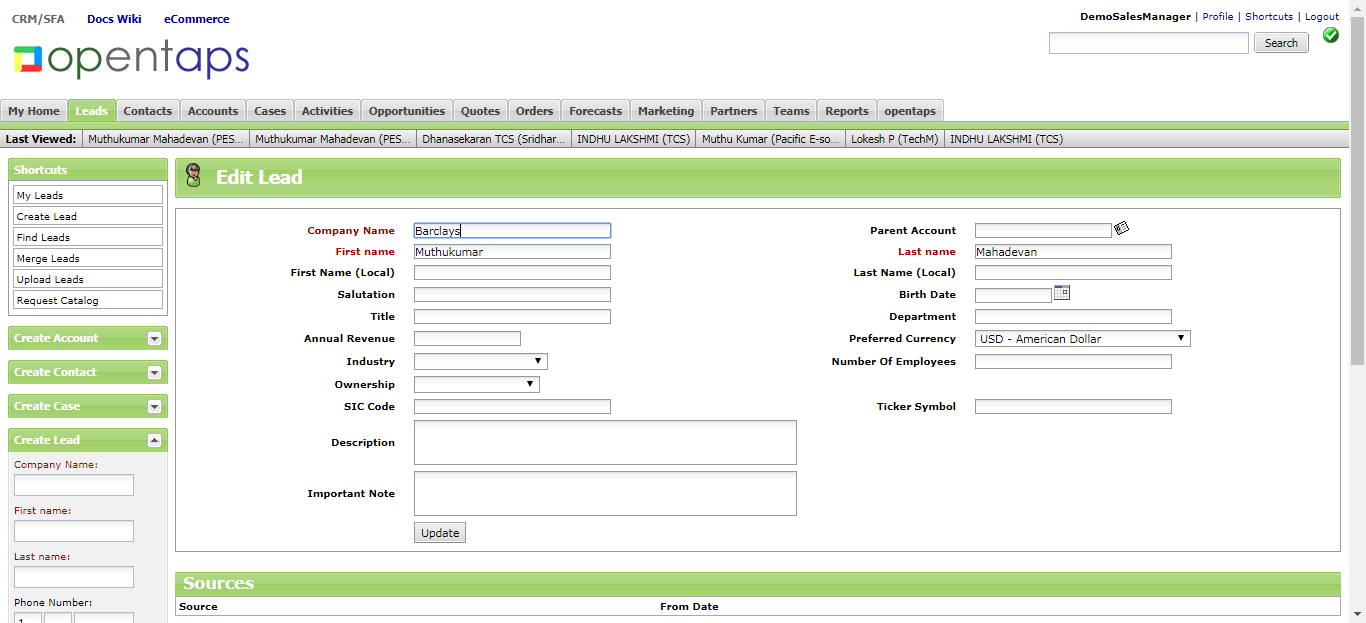 CRM/SFA Docs Wiki eCommerce
DemoSalesManager | Profile | Shortcuts | Logout
opentaps
Search
My Home Leads Contacts Accounts Cases Activities Opportunities Quotes Orders Forecasts Marketing Partners Teams Reports opentaps
Last Viewed: Muthukumar Mahadevan (PES... Muthukumar Mahadevan (PES... Dhanasekaran TCS (Sridhar... INDHU LAKSHMI (TCS) Muthu Kumar (Pacific E-so... Lokesh P (TechM) INDHU LAKSHMI (TCS)
Shortcuts
My Leads
Create Lead
Find Leads
Merge Leads
Upload Leads
Request Catalog
Create Account
Create Contact
Create Case
Create Lead
Company Name:
First name:
Last name:
Phone Number:
1
Edit Lead
Company Name Barclays Parent Account
First name Muthukumar Last name Mahadevan
First Name (Local) Last Name (Local)
Salutation Birth Date
Title Department
Annual Revenue Preferred Currency USD - American Dollar
Industry Number Of Employees
Ownership
SIC Code Ticker Symbol
Description
Important Note
Update
Sources
Source From Date